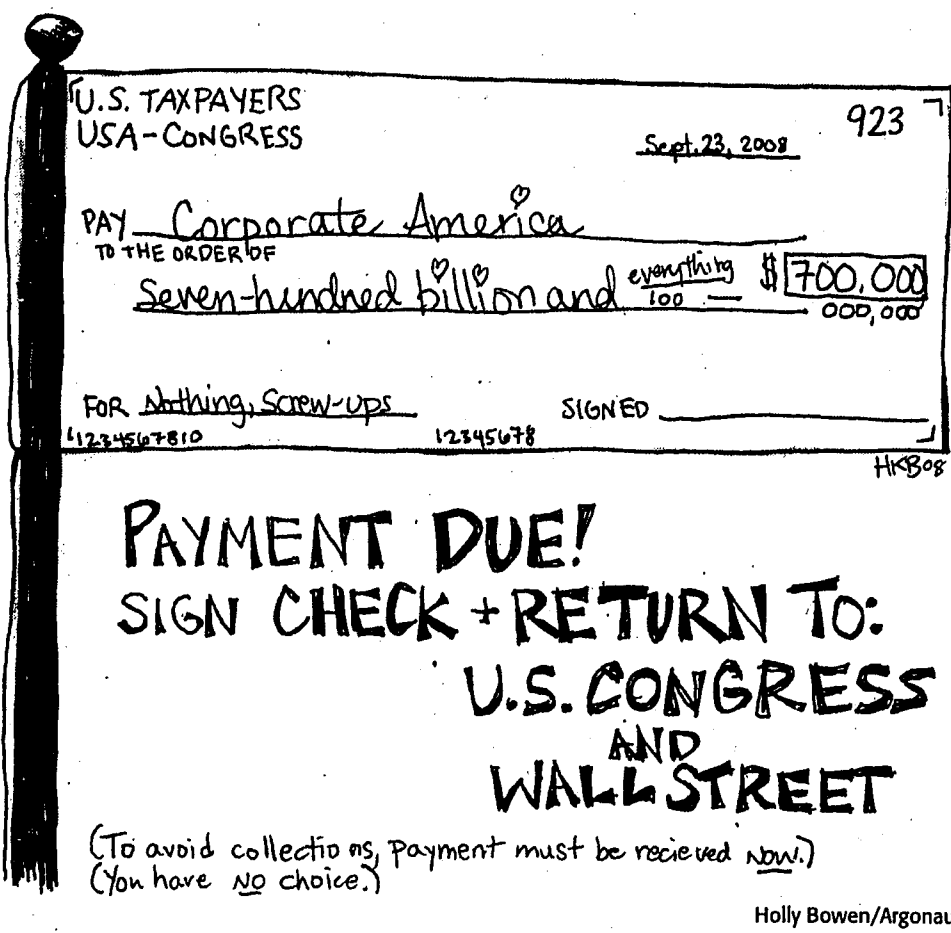 U.S. TAXPAYERS
USA-CONGRESS
923
Sept. 23, 2008
PAY Corporate America
TO THE ORDER OF
Seven-hundred billion and everything/100 — $ 700,000
000,000
FOR Nothing, Screw-ups SIGNED
1234567810 12345678
HKB08
PAYMENT DUE!
SIGN CHECK + RETURN TO:
U.S. CONGRESS
AND
WALL STREET
(To avoid collections, payment must be recieved NOW.)
(You have NO choice.)
Holly Bowen/Argonau